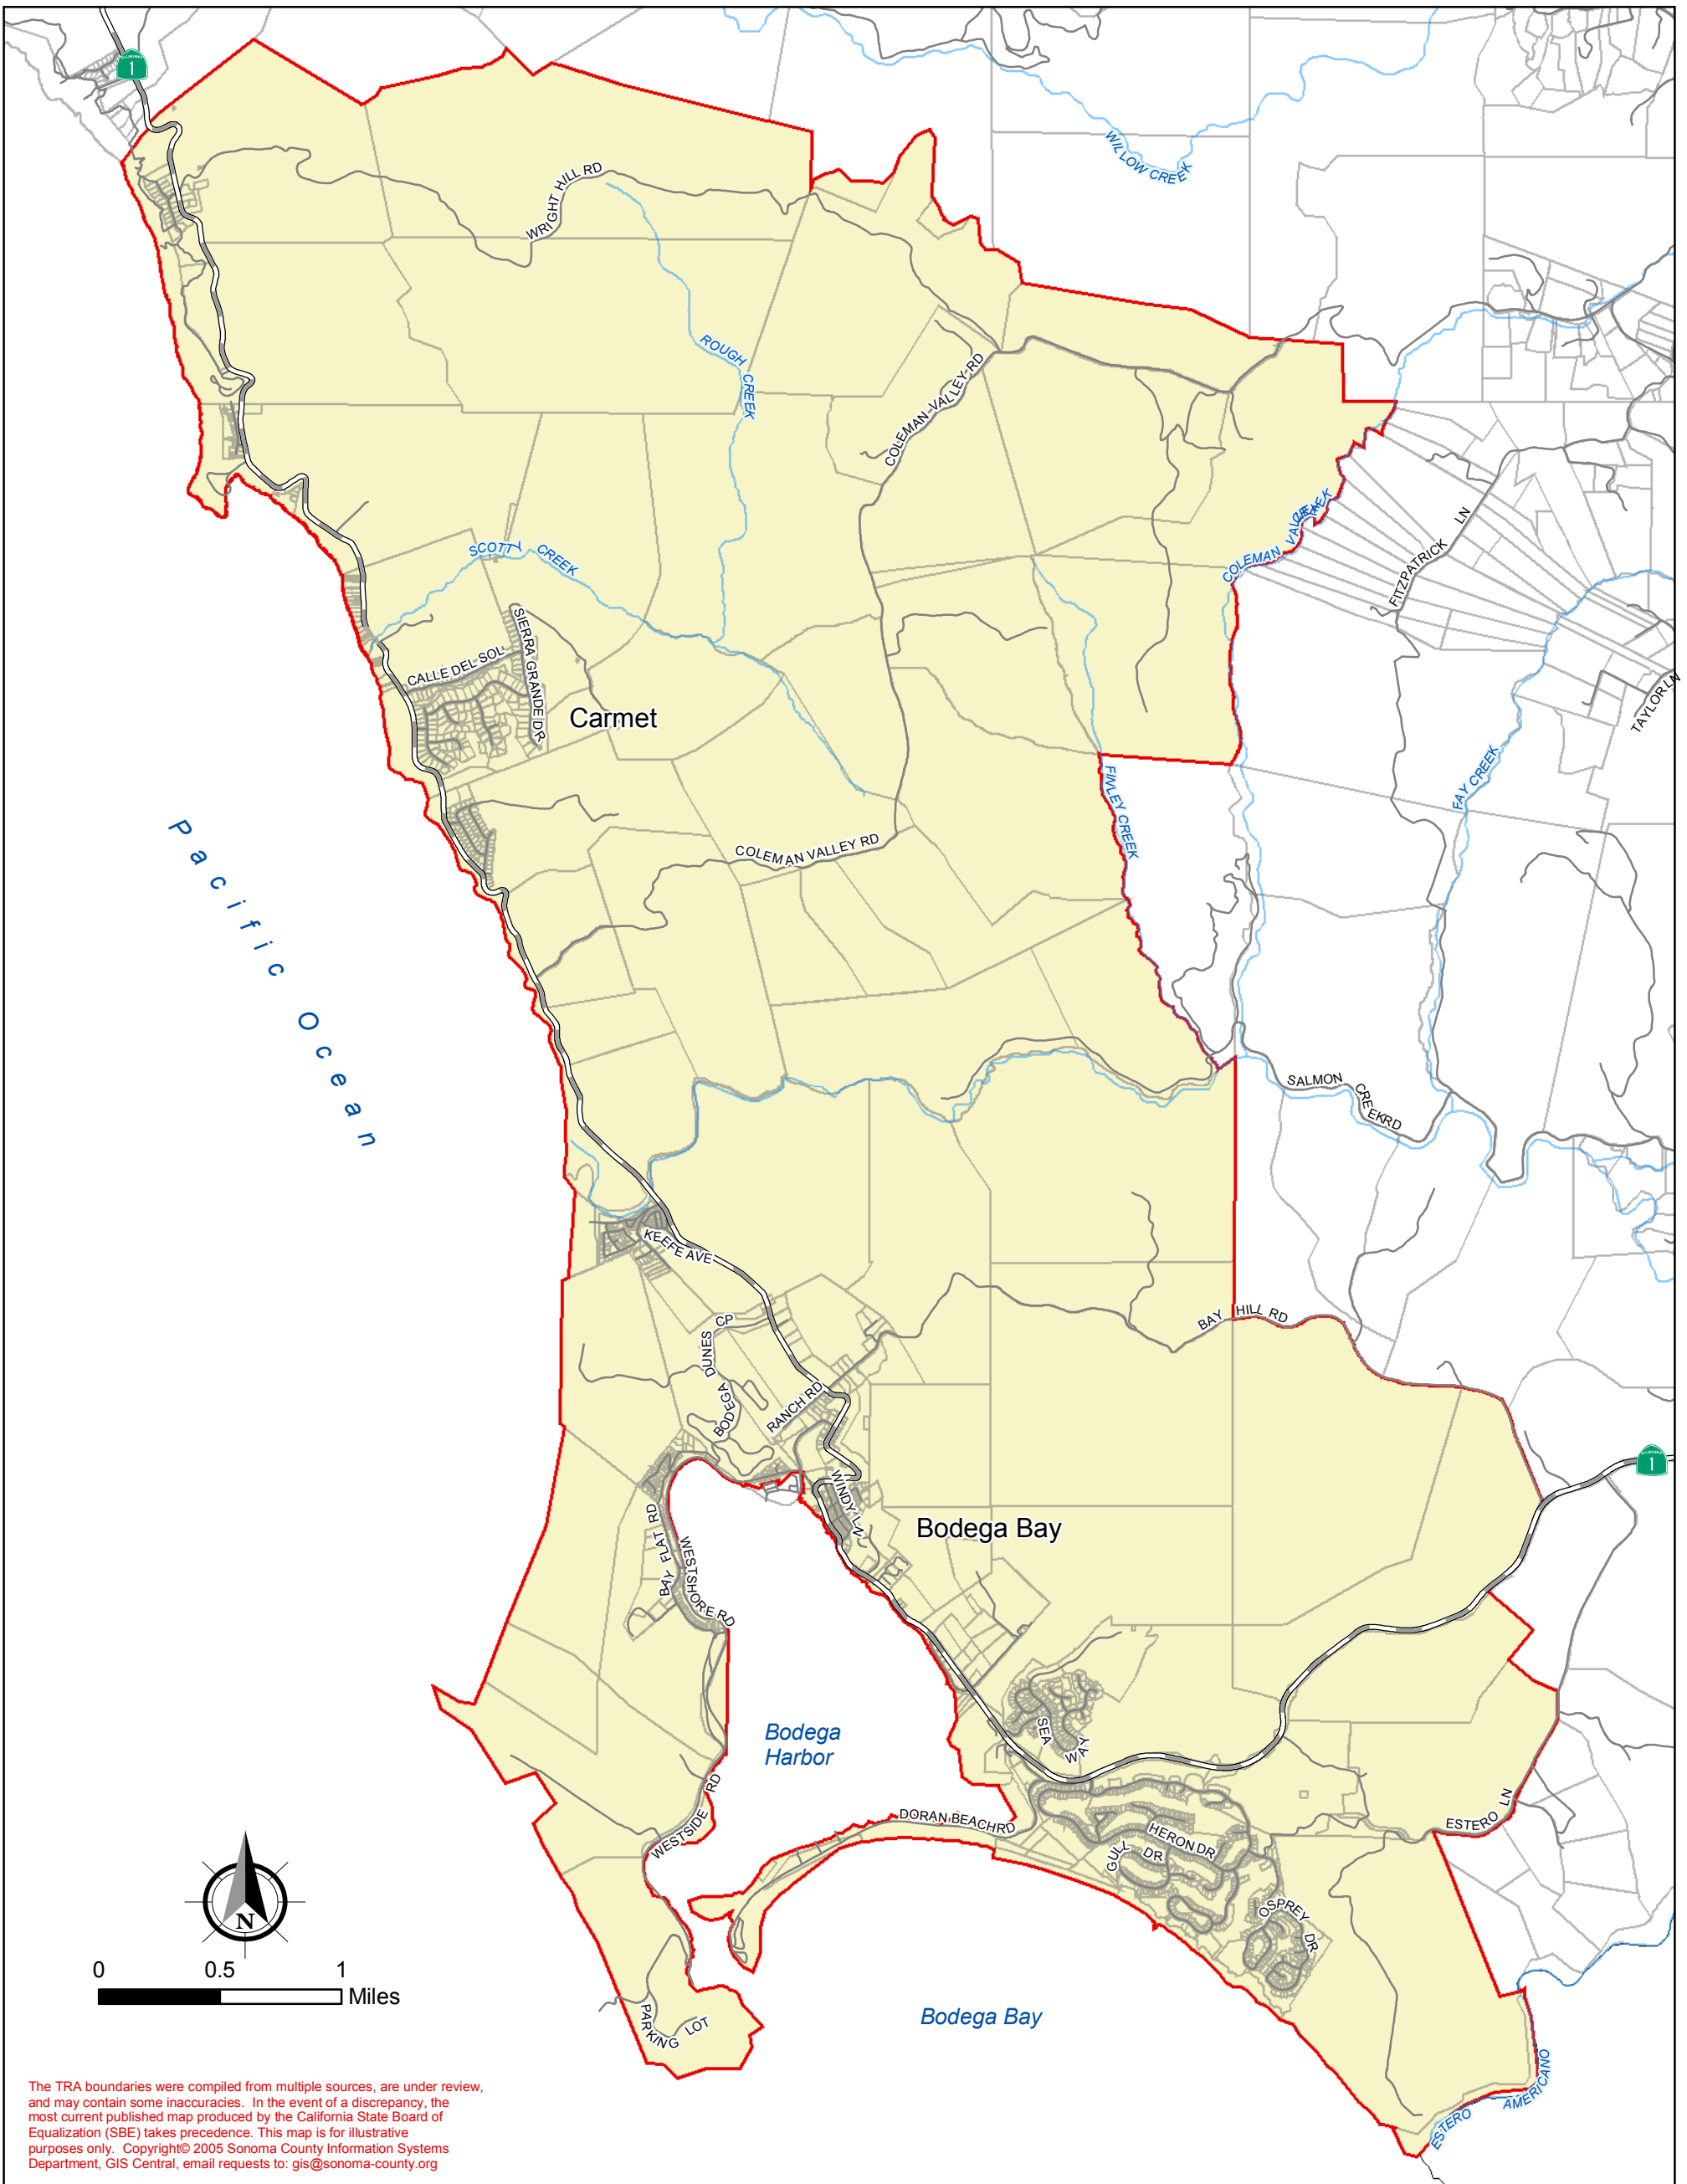 1
WILLOW CREEK
WRIGHT HILL RD
ROUGH CREEK
COLEMAN VALLEY RD
SCOTTY CREEK
COLEMAN VALLEY CREEK
FITZPATRICK LN
SIERRA GRANDE DR
CALLE DEL SOL
Carmet
TAYLOR LN
FINLEY CREEK
FAY CREEK
COLEMAN VALLEY RD
Pacific Ocean
SALMON CREEK RD
KEEFE AVE
BAY HILL RD
BODEGA DUNES CP
RANCH RD
1
WINDY LN
Bodega Bay
BAY FLAT RD
WESTSHORE RD
SEA WAY
Bodega
Harbor
WESTSIDE RD
DORAN BEACH RD
ESTERO LN
HERON DR
GULL DR
OSPREY DR
N
0 0.5 1
Miles
PARKING LOT
Bodega Bay
ESTERO AMERICANO
The TRA boundaries were compiled from multiple sources, are under review,
and may contain some inaccuracies. In the event of a discrepancy, the
most current published map produced by the California State Board of
Equalization (SBE) takes precedence. This map is for illustrative
purposes only. Copyright© 2005 Sonoma County Information Systems
Department, GIS Central, email requests to: gis@sonoma-county.org